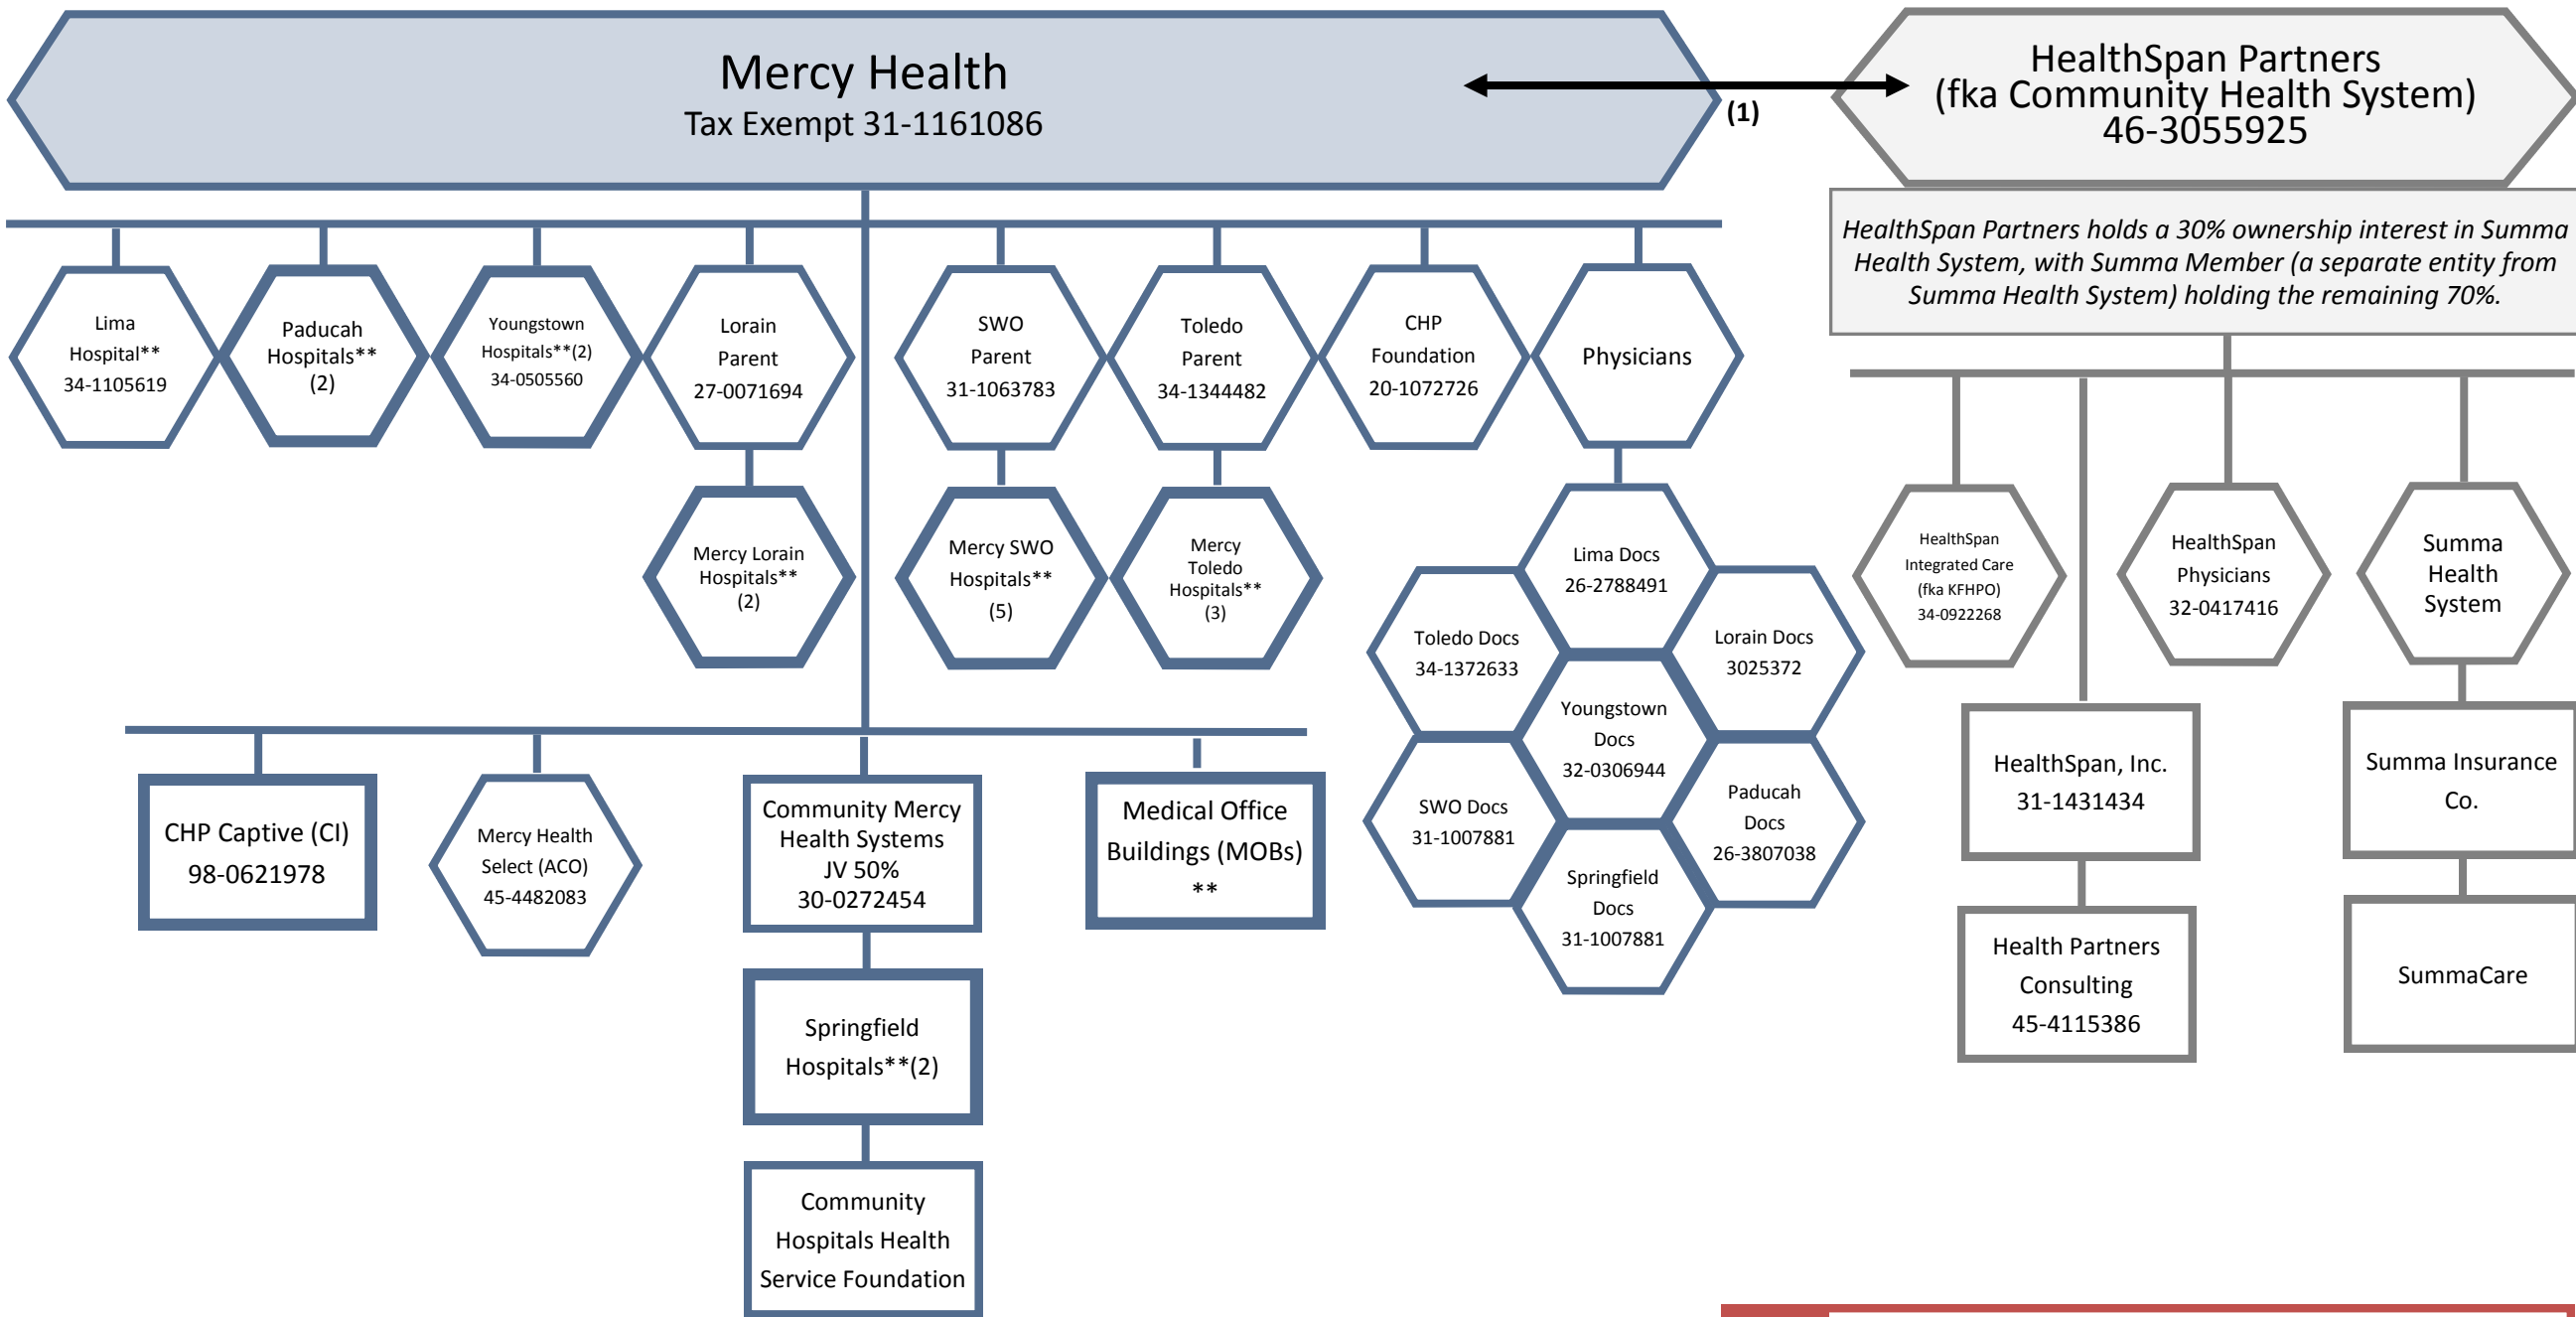 Mercy Health
Tax Exempt 31-1161086
(1)
HealthSpan Partners
(fka Community Health System)
46-3055925
HealthSpan Partners holds a 30% ownership interest in Summa
Health System, with Summa Member (a separate entity from
Summa Health System) holding the remaining 70%.
Lima
Hospital**
34-1105619
Paducah
Hospitals**
(2)
Youngstown
Hospitals**(2)
34-0505560
Lorain
Parent
27-0071694
SWO
Parent
31-1063783
Toledo
Parent
34-1344482
CHP
Foundation
20-1072726
Physicians
Mercy Lorain
Hospitals**
(2)
Mercy SWO
Hospitals**
(5)
Mercy
Toledo
Hospitals**
(3)
Lima Docs
26-2788491
Toledo Docs
34-1372633
Lorain Docs
3025372
Youngstown
Docs
32-0306944
SWO Docs
31-1007881
Paducah
Docs
26-3807038
Springfield
Docs
31-1007881
HealthSpan
Integrated Care
(fka KFHPO)
34-0922268
HealthSpan
Physicians
32-0417416
Summa
Health
System
HealthSpan, Inc.
31-1431434
Summa Insurance
Co.
Health Partners
Consulting
45-4115386
SummaCare
CHP Captive (CI)
98-0621978
Mercy Health
Select (ACO)
45-4482083
Community Mercy
Health Systems
JV 50%
30-0272454
Medical Office
Buildings (MOBs)
**
Springfield
Hospitals**(2)
Community
Hospitals Health
Service Foundation